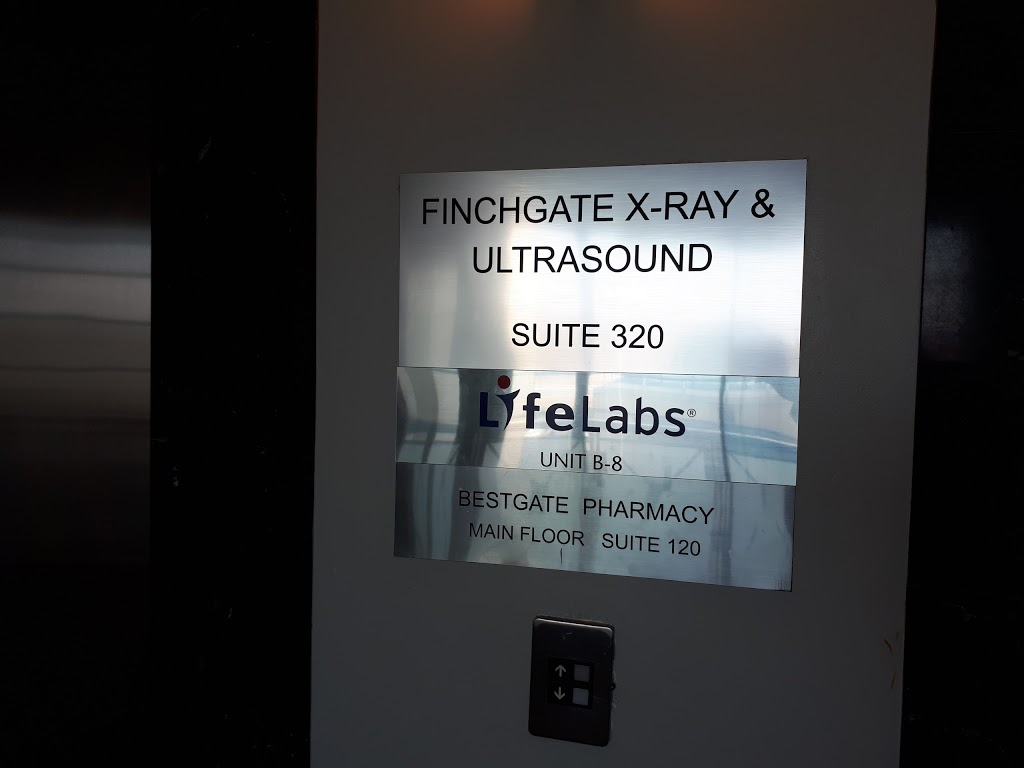 FINCHGATE X-RAY &
ULTRASOUND
SUITE 320
LifeLabs®
UNIT B-8
BESTGATE PHARMACY
MAIN FLOOR SUITE 120